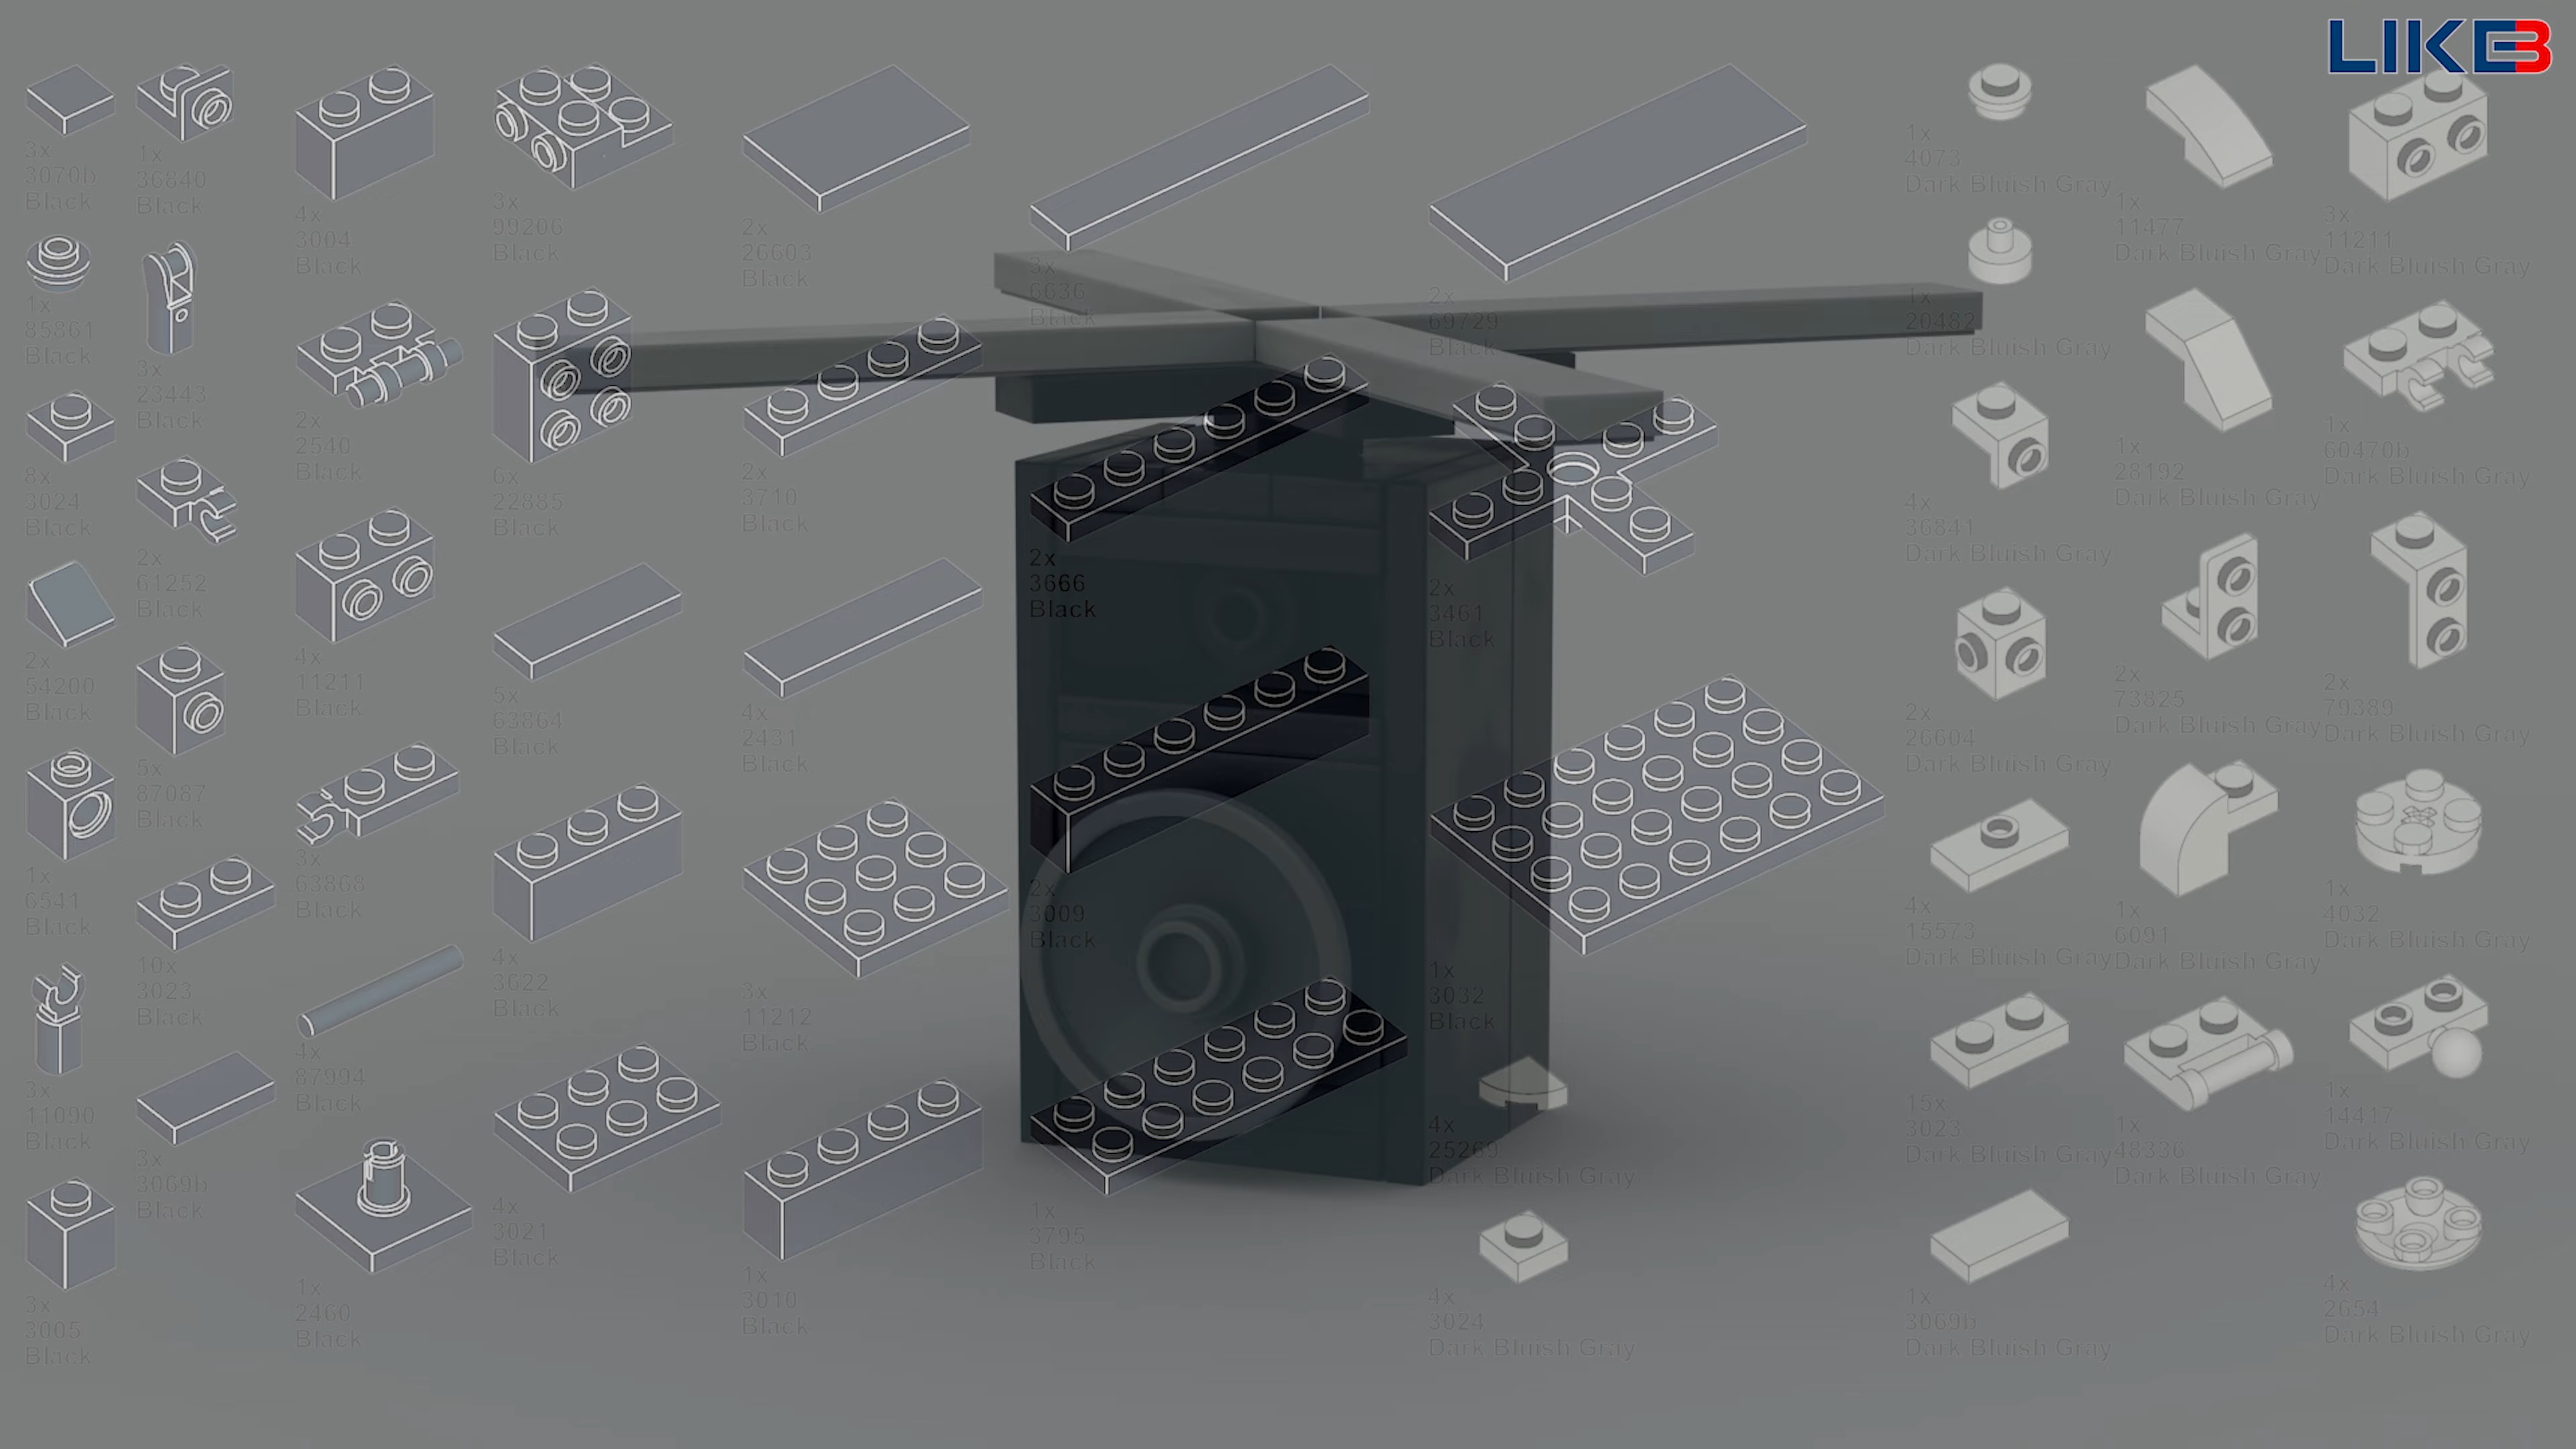 LIKEB
3x
3070b
Black
1x
36840
Black
4x
3004
Black
3x
99206
Black
2x
26603
Black
3x
6636
Black
2x
69729
Black
1x
4073
Dark Bluish Gray
1x
11477
Dark Bluish Gray
3x
11211
Dark Bluish Gray
1x
85861
Black
3x
23443
Black
2x
2540
Black
6x
22885
Black
2x
3710
Black
2x
3666
Black
2x
3461
Black
1x
20482
Dark Bluish Gray
4x
36841
Dark Bluish Gray
1x
28192
Dark Bluish Gray
1x
60470b
Dark Bluish Gray
8x
3024
Black
2x
61252
Black
4x
11211
Black
5x
63864
Black
4x
2431
Black
2x
3009
Black
1x
3032
Black
2x
26604
Dark Bluish Gray
2x
73825
Dark Bluish Gray
2x
79389
Dark Bluish Gray
2x
54200
Black
5x
87087
Black
3x
63868
Black
4x
3622
Black
3x
11212
Black
4x
15573
Dark Bluish Gray
1x
6091
Dark Bluish Gray
1x
4032
Dark Bluish Gray
1x
6541
Black
10x
3023
Black
4x
87994
Black
4x
3021
Black
1x
3010
Black
1x
3795
Black
4x
25269
Dark Bluish Gray
15x
3023
Dark Bluish Gray
1x
48336
Dark Bluish Gray
1x
14417
Dark Bluish Gray
3x
11090
Black
3x
3069b
Black
1x
2460
Black
4x
3024
Dark Bluish Gray
1x
3069b
Dark Bluish Gray
4x
2654
Dark Bluish Gray
3x
3005
Black